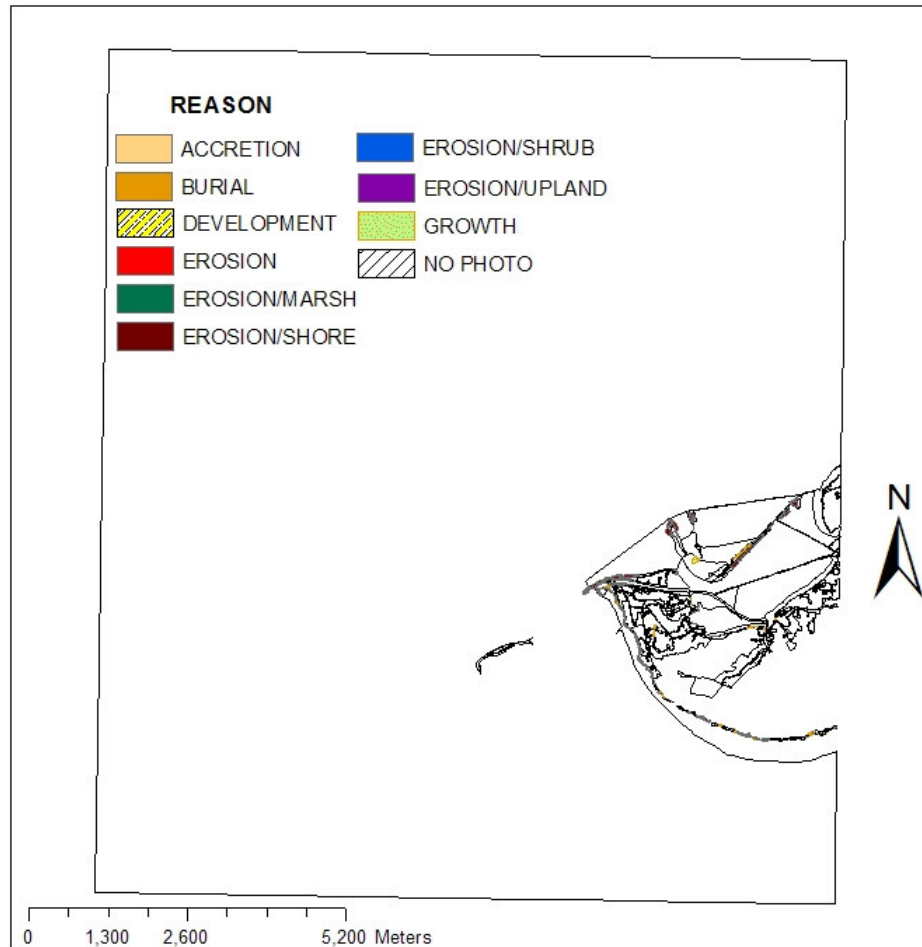 REASON
ACCRETION
BURIAL
DEVELOPMENT
EROSION
EROSION/MARSH
EROSION/SHORE
EROSION/SHRUB
EROSION/UPLAND
GROWTH
NO PHOTO
N
0 1,300 2,600 5,200 Meters